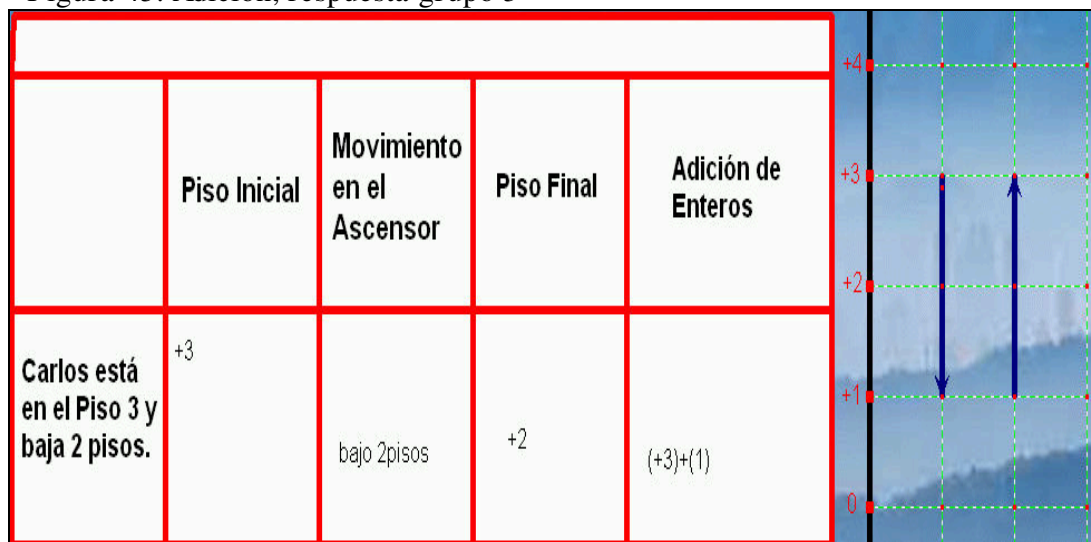 Figura 43. Adición, respuesta grupo 3
Piso Inicial
Movimiento
en el
Ascensor
Piso Final
Adición de
Enteros
Carlos está
en el Piso 3 y
baja 2 pisos.
+3
bajo 2pisos
+2
(+3)+(1)
+4
+3
+2
+1
0